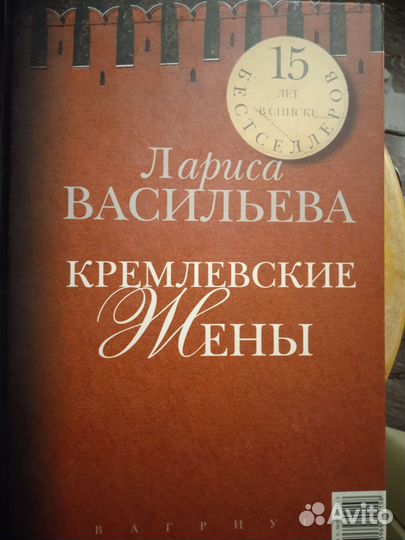 15
ЛЕТ
В СПИСКЕ
БЕСТСЕЛЛЕРОВ
Лариса
ВАСИЛЬЕВА
КРЕМЛЕВСКИЕ
ЖЕНЫ
ВАГРИУ
Avito